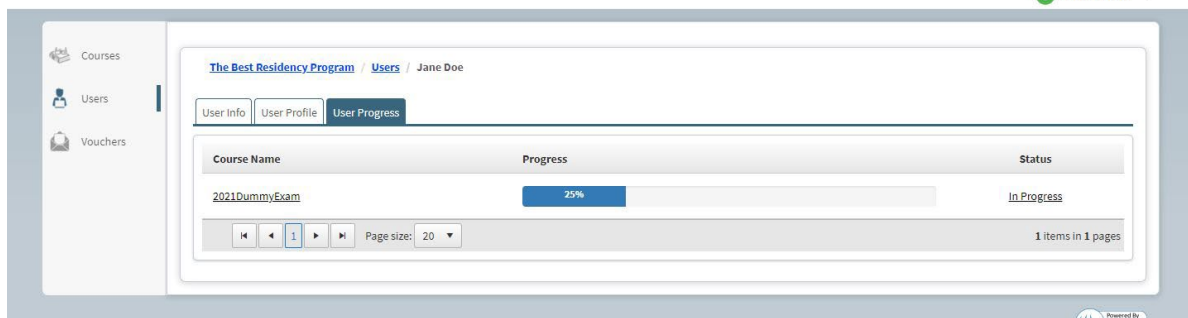 Courses
Users
Vouchers
The Best Residency Program / Users / Jane Doe
User Info User Profile User Progress
Course Name Progress Status
2021DummyExam 25% In Progress
1 Page size: 20 1 items in 1 pages
Powered By